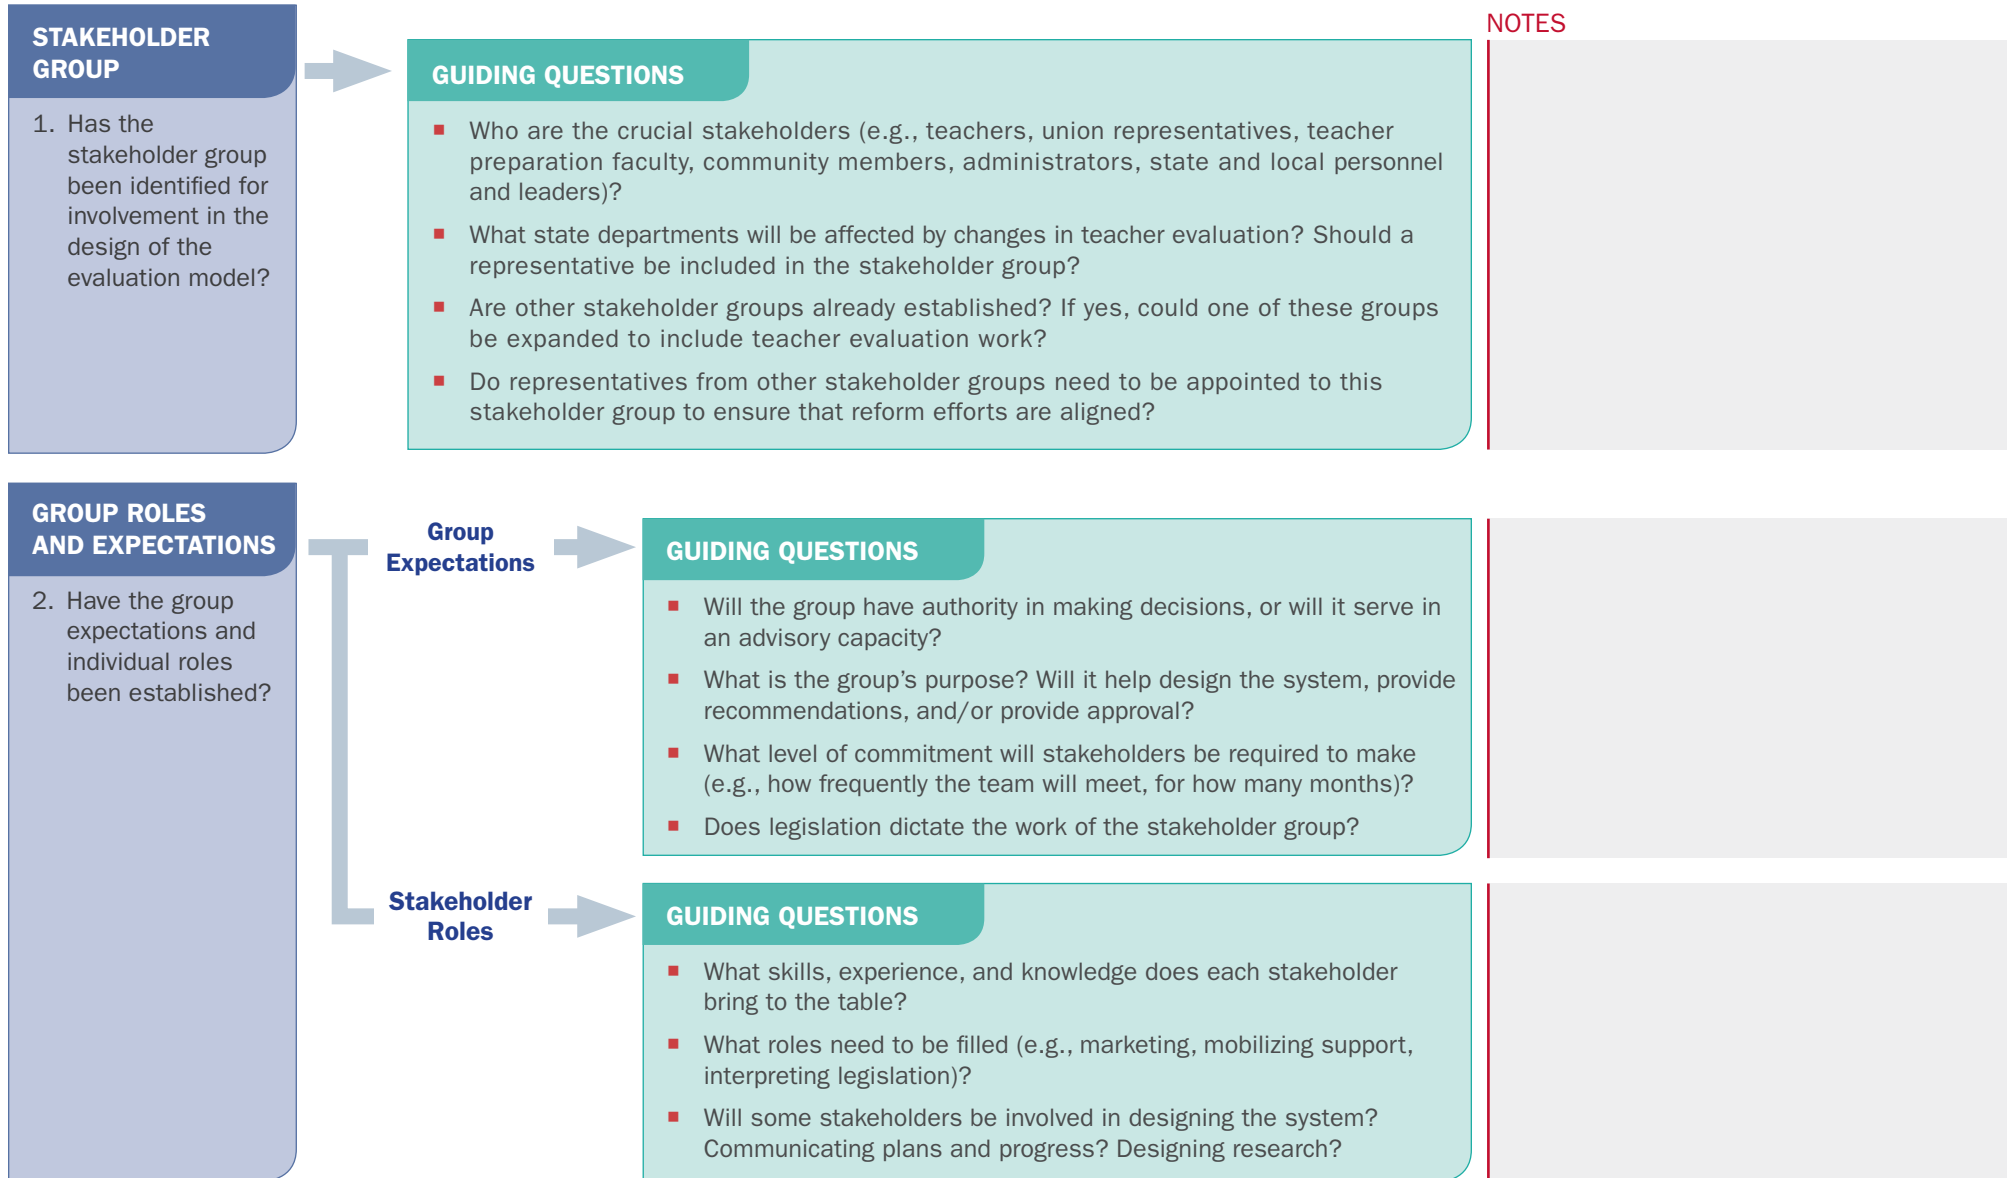 NOTES
STAKEHOLDER
GROUP
1. Has the
stakeholder group
been identified for
involvement in the
design of the
evaluation model?
GUIDING QUESTIONS
▪ Who are the crucial stakeholders (e.g., teachers, union representatives, teacher
preparation faculty, community members, administrators, state and local personnel
and leaders)?
▪ What state departments will be affected by changes in teacher evaluation? Should a
representative be included in the stakeholder group?
▪ Are other stakeholder groups already established? If yes, could one of these groups
be expanded to include teacher evaluation work?
▪ Do representatives from other stakeholder groups need to be appointed to this
stakeholder group to ensure that reform efforts are aligned?
GROUP ROLES
AND EXPECTATIONS
2. Have the group
expectations and
individual roles
been established?
Group
Expectations
GUIDING QUESTIONS
▪ Will the group have authority in making decisions, or will it serve in
an advisory capacity?
▪ What is the group’s purpose? Will it help design the system, provide
recommendations, and/or provide approval?
▪ What level of commitment will stakeholders be required to make
(e.g., how frequently the team will meet, for how many months)?
▪ Does legislation dictate the work of the stakeholder group?
Stakeholder
Roles
GUIDING QUESTIONS
▪ What skills, experience, and knowledge does each stakeholder
bring to the table?
▪ What roles need to be filled (e.g., marketing, mobilizing support,
interpreting legislation)?
▪ Will some stakeholders be involved in designing the system?
Communicating plans and progress? Designing research?